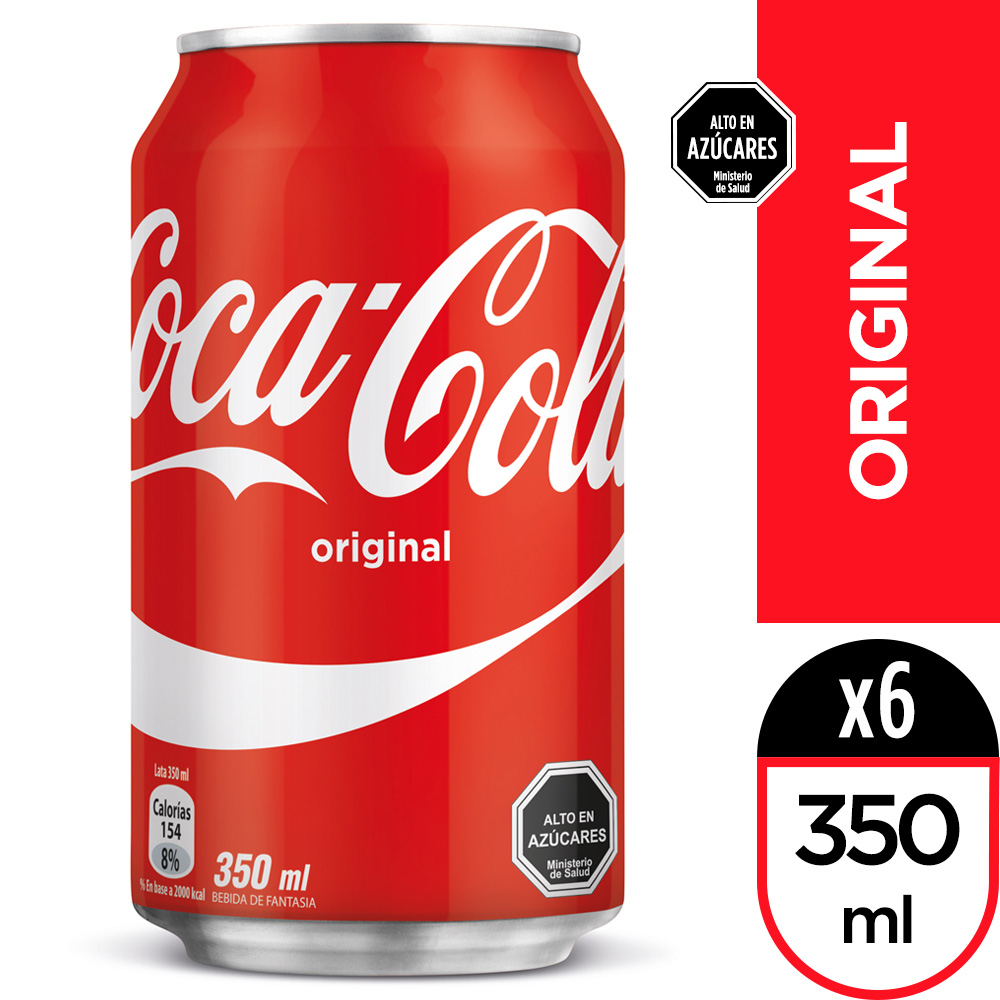 Coca-Cola
original
Lata 350 ml
Calorías
154
8%
% En base a 2000 kcal
350 ml
BEBIDA DE FANTASIA
ALTO EN
AZÚCARES
Ministerio
de Salud
ALTO EN
AZÚCARES
Ministerio
de Salud
ORIGINAL
x6
350
ml